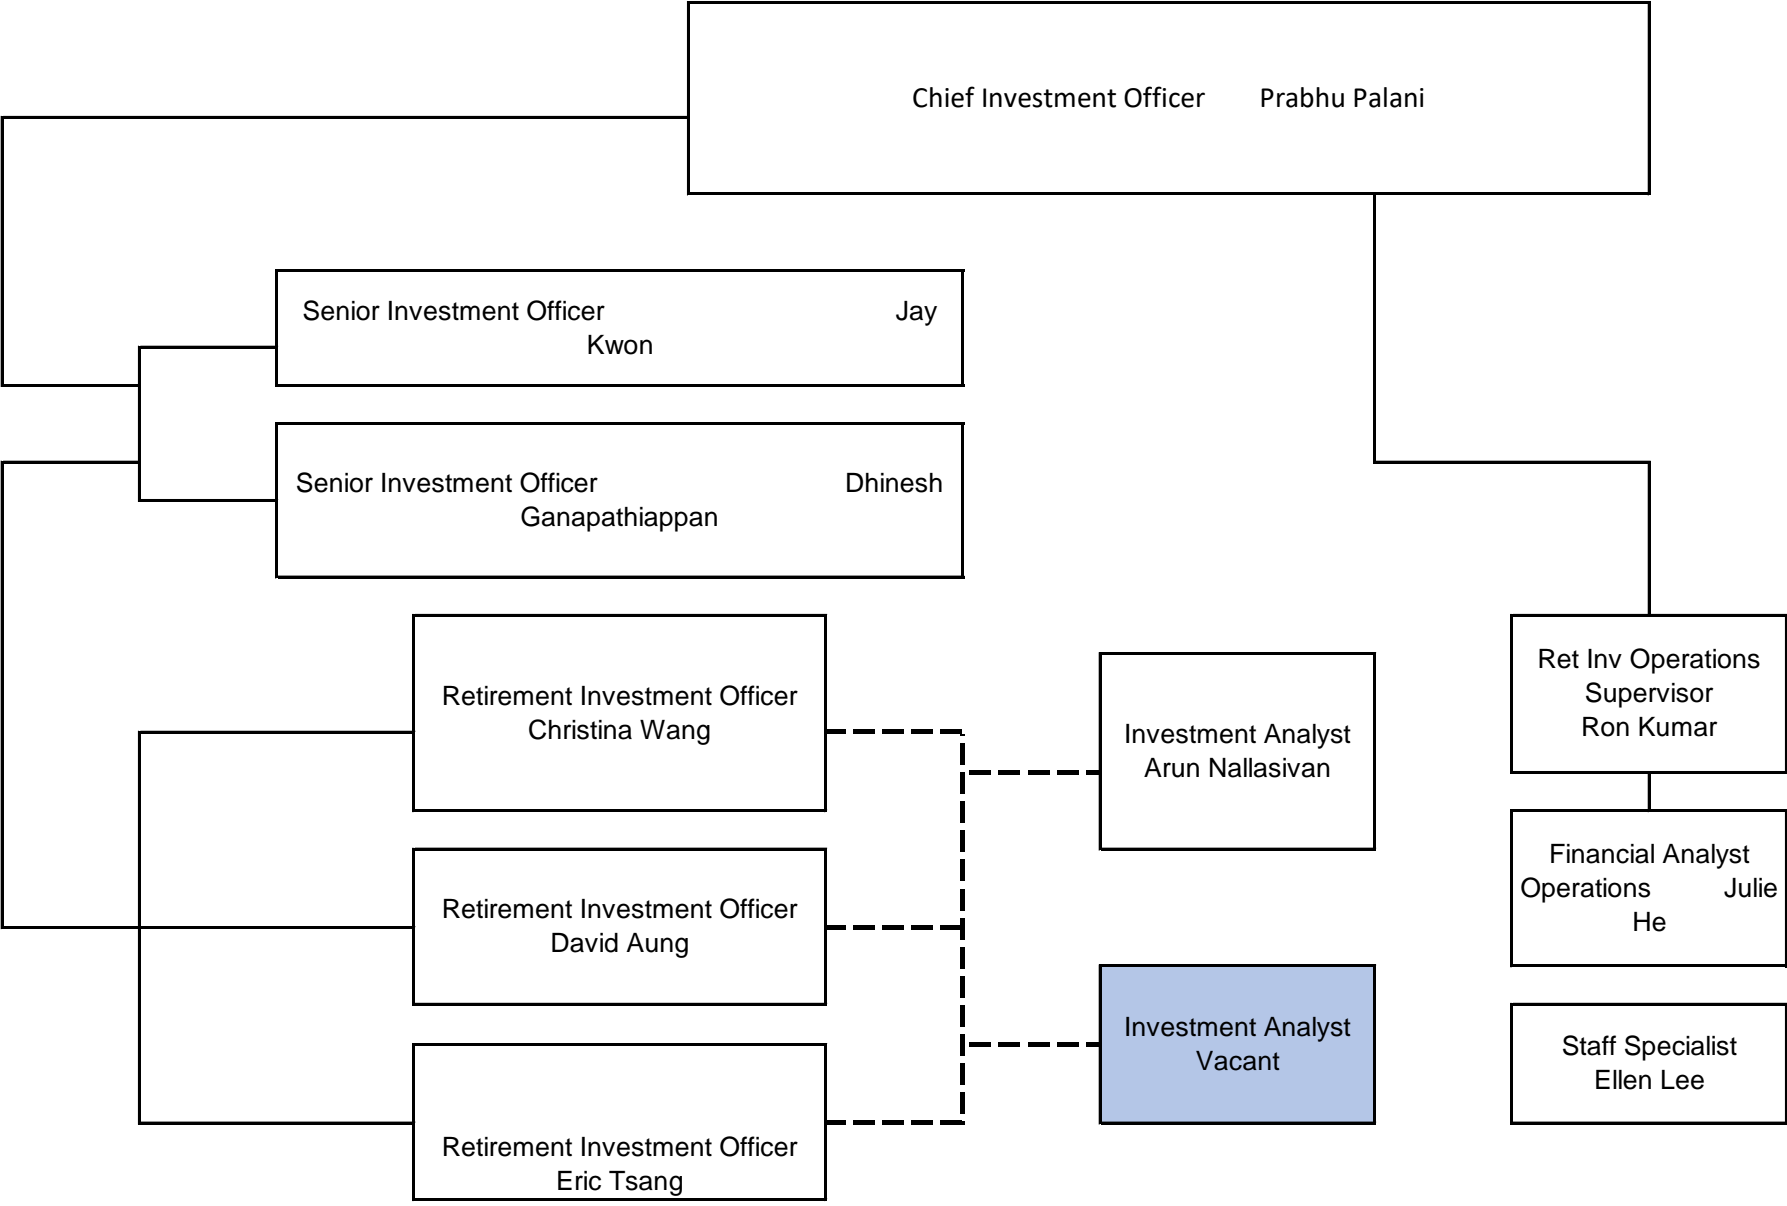 Chief Investment Officer Prabhu Palani
Senior Investment Officer Jay
Kwon
Senior Investment Officer Dhinesh
Ganapathiappan
Retirement Investment Officer
Christina Wang
Retirement Investment Officer
David Aung
Retirement Investment Officer
Eric Tsang
Investment Analyst
Arun Nallasivan
Investment Analyst
Vacant
Ret Inv Operations
Supervisor
Ron Kumar
Financial Analyst
Operations Julie
He
Staff Specialist
Ellen Lee